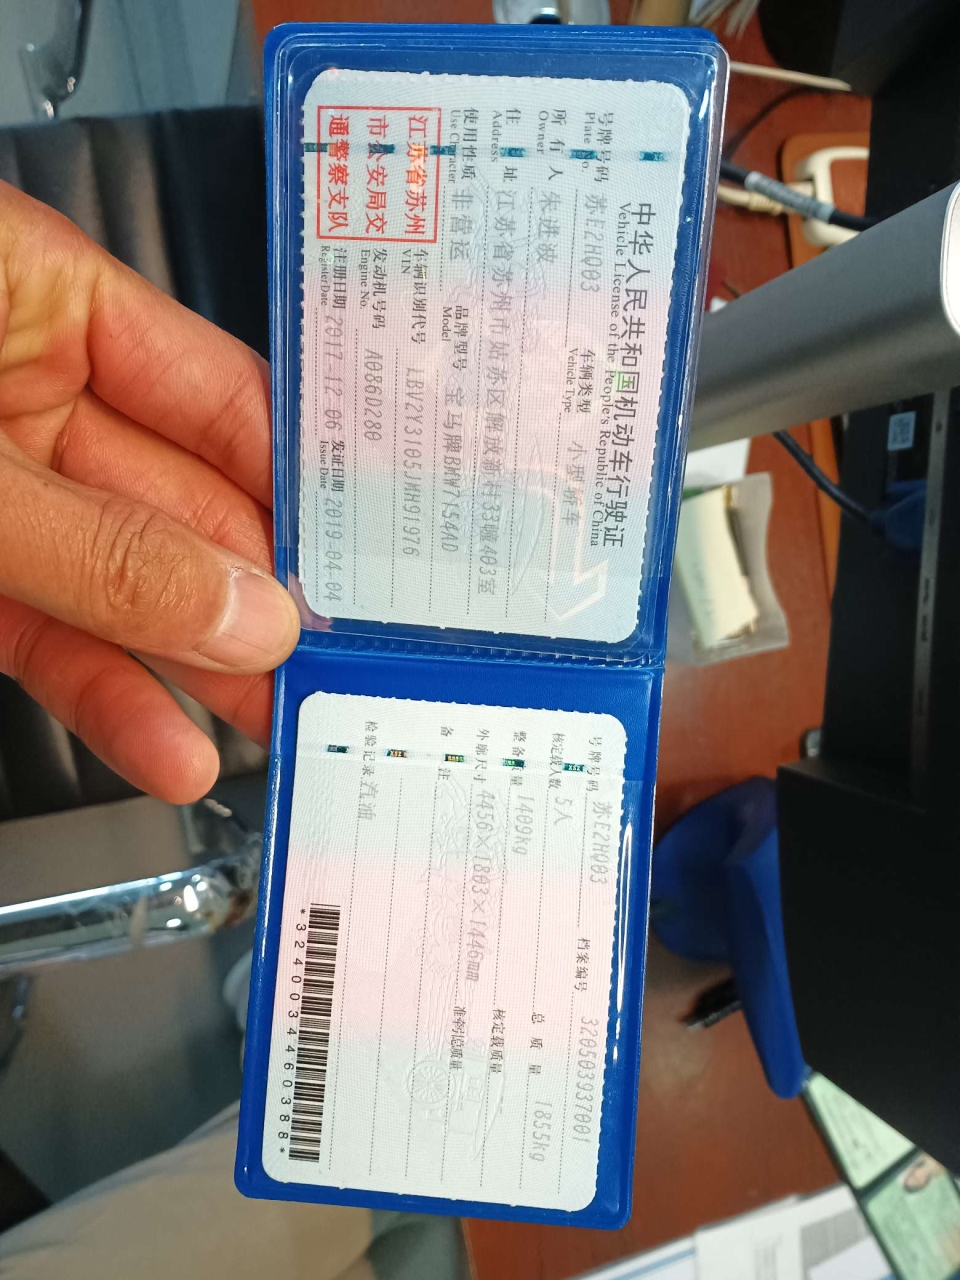 中华人民共和国机动车行驶证
Vehicle License of the People's Republic of China
号牌号码 苏E2HQ03 车辆类型 小型轿车
Plate No. Vehicle Type
所有人 朱进波
Owner
住址 江苏省苏州市姑苏区解放新村33幢403室
Address
使用性质 非营运 品牌型号 宝马牌BMW7154AD
Use Character Model
江苏省苏州
市公安局交
通警察支队
车辆识别代号 LBV2Y3105JMH91976
VIN
发动机号码 A086D280
Engine No.
注册日期 2017-12-06 发证日期 2019-04-04
Register Date Issue Date
号牌号码 苏E2HQ03 档案编号 320503937001
核定载人数 5人 总质量 1855kg
整备质量 1409kg 核定载质量
外廓尺寸 4456×1803×1446mm 准牵引总质量
备注
检验记录 汽油
*3240034460388*